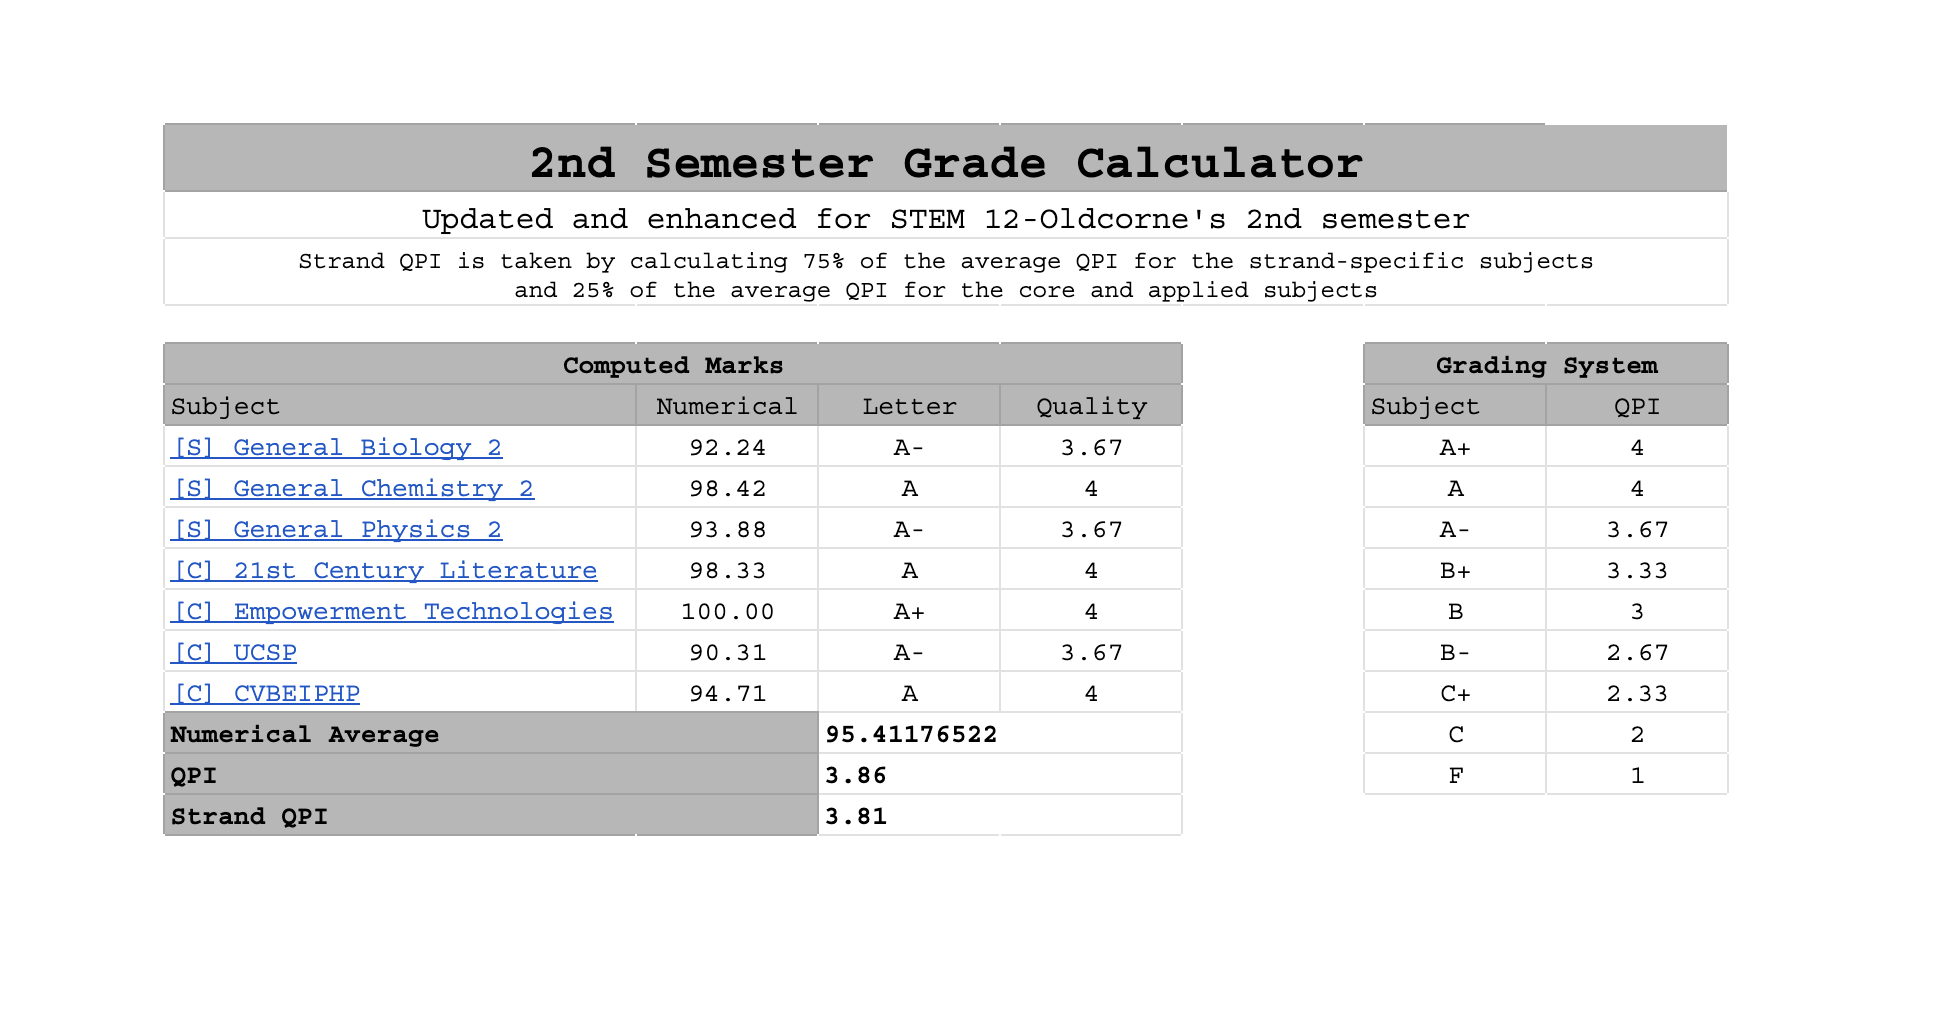 2nd Semester Grade Calculator
Updated and enhanced for STEM 12-Oldcorne's 2nd semester
Strand QPI is taken by calculating 75% of the average QPI for the strand-specific subjects
and 25% of the average QPI for the core and applied subjects
Computed Marks
Subject Numerical Letter Quality
[S] General Biology 2 92.24 A- 3.67
[S] General Chemistry 2 98.42 A 4
[S] General Physics 2 93.88 A- 3.67
[C] 21st Century Literature 98.33 A 4
[C] Empowerment Technologies 100.00 A+ 4
[C] UCSP 90.31 A- 3.67
[C] CVBEIPHP 94.71 A 4
Numerical Average 95.41176522
QPI 3.86
Strand QPI 3.81
Grading System
Subject QPI
A+ 4
A 4
A- 3.67
B+ 3.33
B 3
B- 2.67
C+ 2.33
C 2
F 1